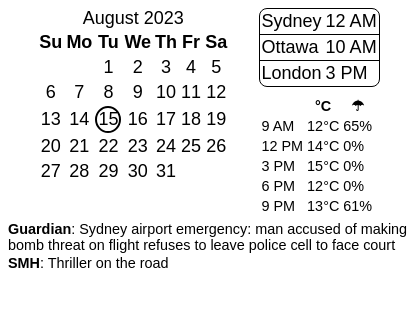 August 2023
Su Mo Tu We Th Fr Sa
1 2 3 4 5
6 7 8 9 10 11 12
13 14 15 16 17 18 19
20 21 22 23 24 25 26
27 28 29 30 31
Sydney 12 AM
Ottawa 10 AM
London 3 PM
°C ☂
9 AM 12°C 65%
12 PM 14°C 0%
3 PM 15°C 0%
6 PM 12°C 0%
9 PM 13°C 61%
Guardian: Sydney airport emergency: man accused of making
bomb threat on flight refuses to leave police cell to face court
SMH: Thriller on the road